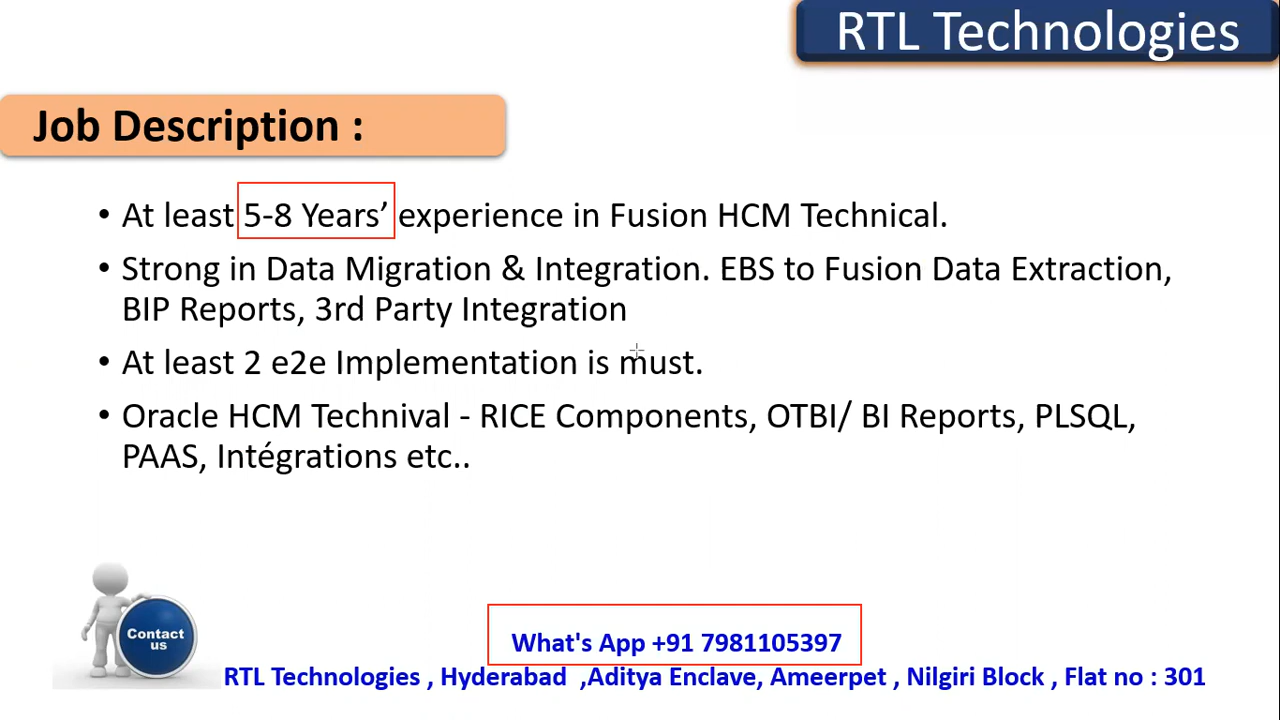 RTL Technologies
Job Description :
• At least 5-8 Years’ experience in Fusion HCM Technical.
• Strong in Data Migration & Integration. EBS to Fusion Data Extraction,
BIP Reports, 3rd Party Integration
• At least 2 e2e Implementation is must.
• Oracle HCM Technival - RICE Components, OTBI/ BI Reports, PLSQL,
PAAS, Intégrations etc..
Contact
us
What's App +91 7981105397
RTL Technologies , Hyderabad ,Aditya Enclave, Ameerpet , Nilgiri Block , Flat no : 301